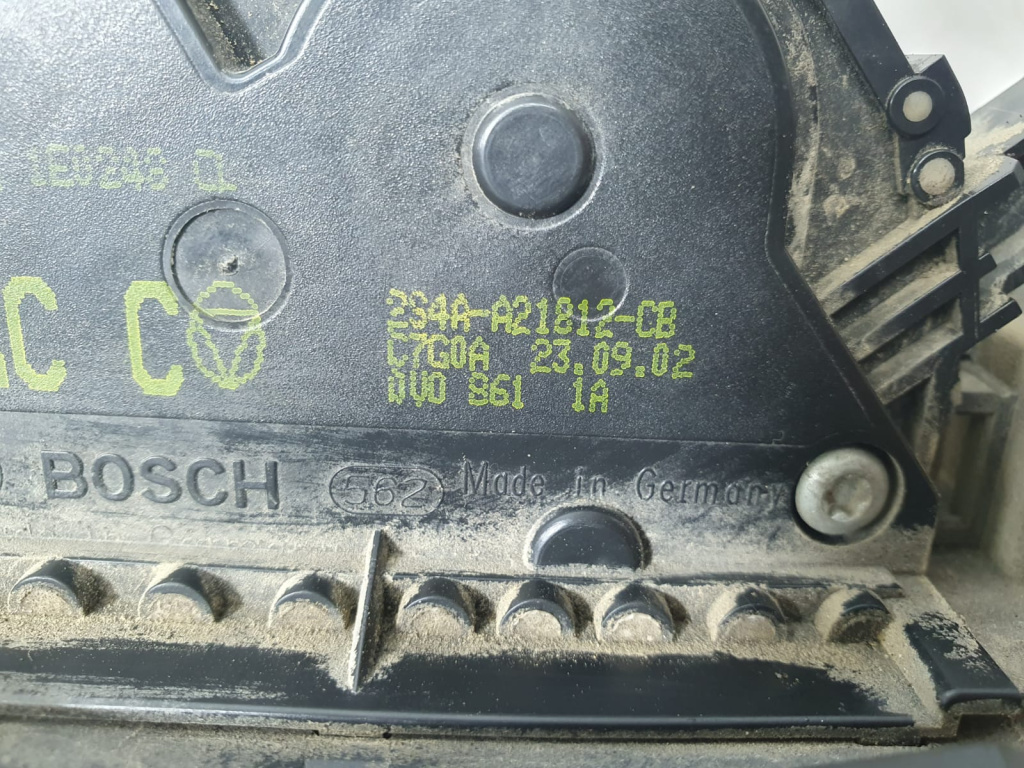 C C
2S4A-A21812-CB
C7G0A 23.09.02
0V0 861 1A
BOSCH 562 Made in Germany